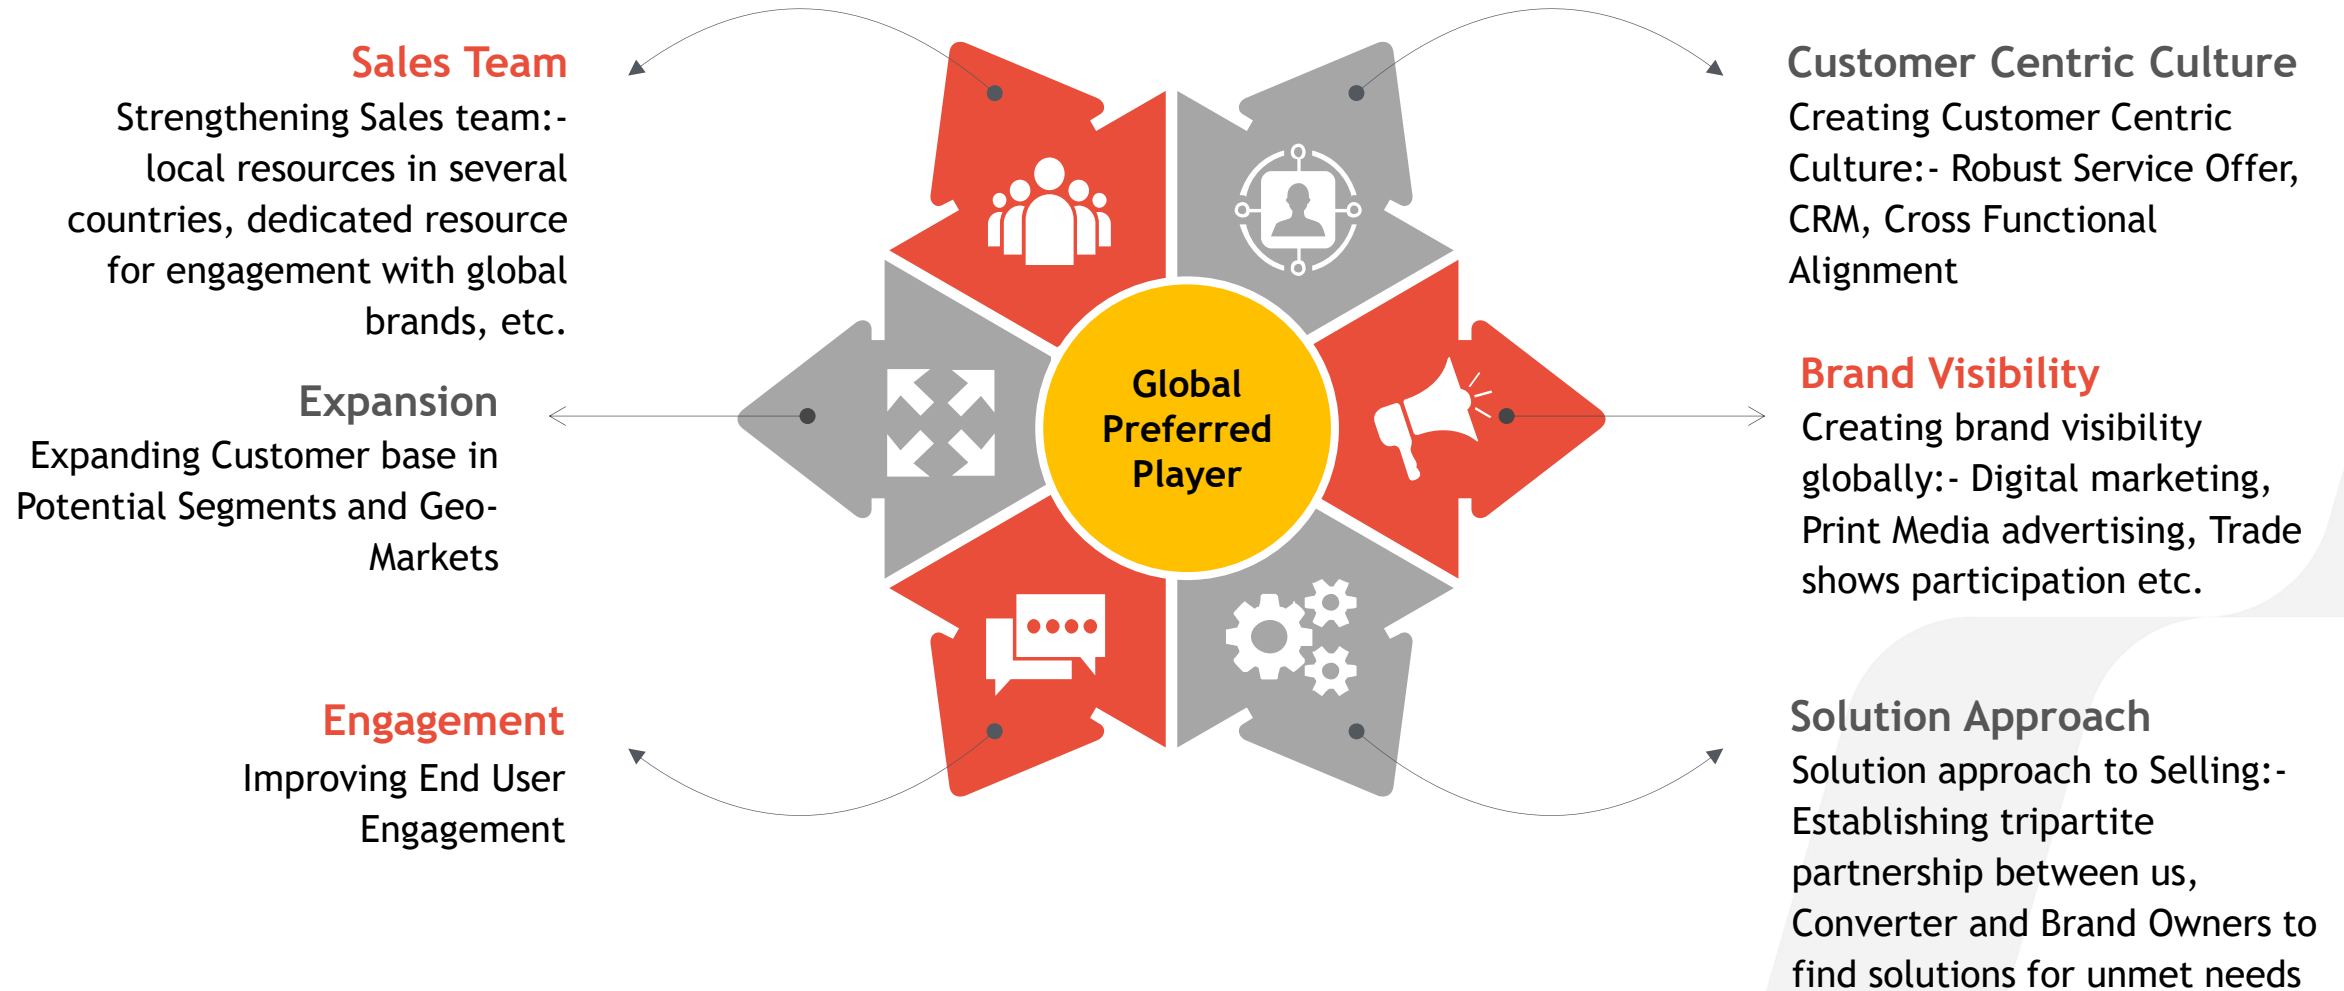 Sales Team
Strengthening Sales team:-
local resources in several
countries, dedicated resource
for engagement with global
brands, etc.
Expansion
Expanding Customer base in
Potential Segments and Geo-
Markets
Engagement
Improving End User
Engagement
Global
Preferred
Player
Customer Centric Culture
Creating Customer Centric
Culture:- Robust Service Offer,
CRM, Cross Functional
Alignment
Brand Visibility
Creating brand visibility
globally:- Digital marketing,
Print Media advertising, Trade
shows participation etc.
Solution Approach
Solution approach to Selling:-
Establishing tripartite
partnership between us,
Converter and Brand Owners to
find solutions for unmet needs